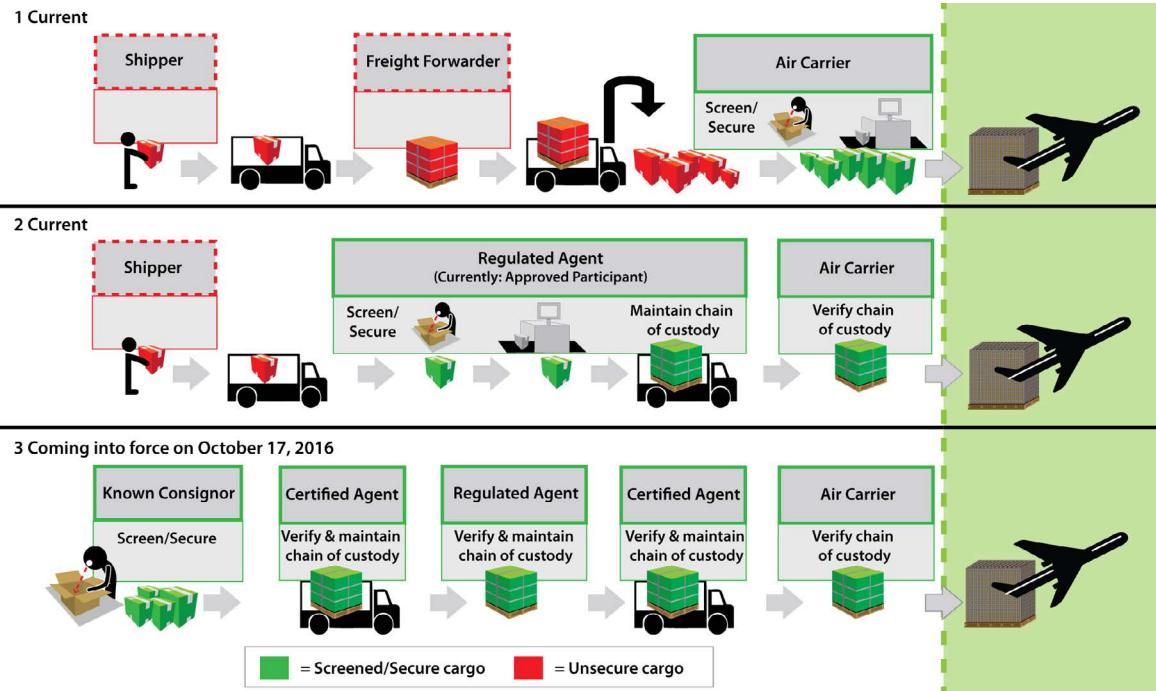 1 Current
Shipper
Freight Forwarder
Air Carrier
Screen/
Secure
2 Current
Shipper
Regulated Agent
(Currently: Approved Participant)
Air Carrier
Screen/
Secure
Maintain chain
of custody
Verify chain
of custody
3 Coming into force on October 17, 2016
Known Consignor
Certified Agent
Regulated Agent
Certified Agent
Air Carrier
Screen/Secure
Verify & maintain
chain of custody
Verify & maintain
chain of custody
Verify & maintain
chain of custody
Verify chain
of custody
= Screened/Secure cargo
= Unsecure cargo